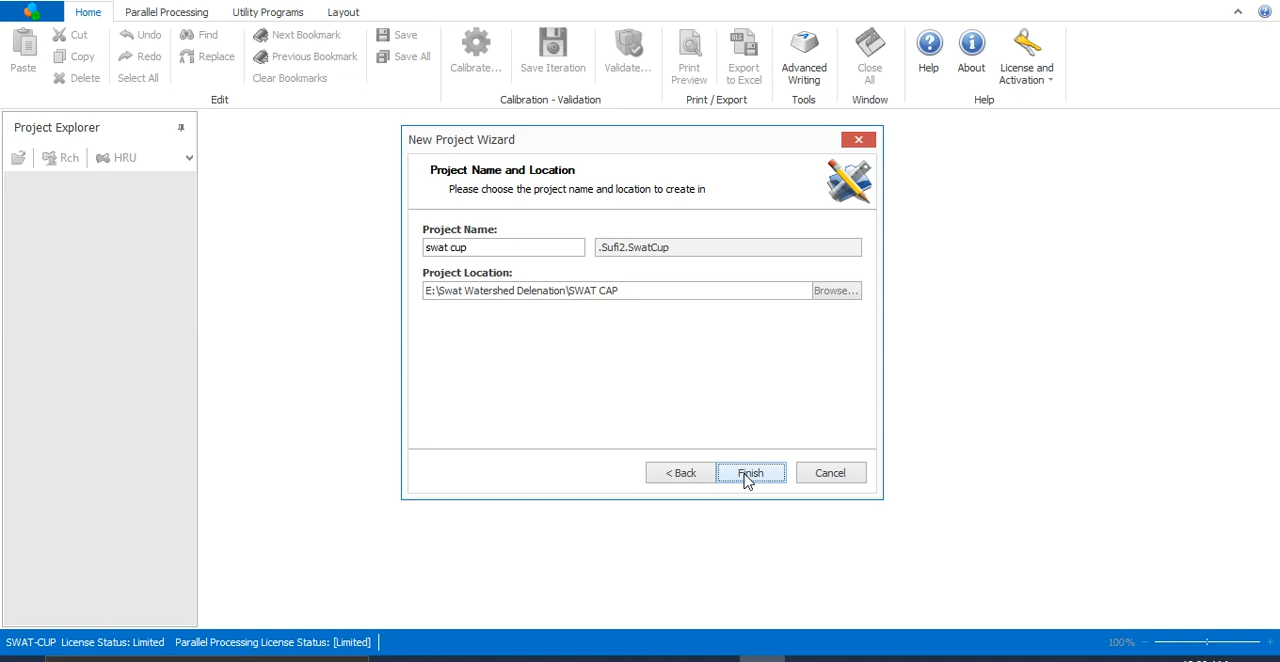 Home Parallel Processing Utility Programs Layout
Paste
Cut
Copy
Delete
Undo
Redo
Select All
Find
Replace
Next Bookmark
Previous Bookmark
Clear Bookmarks
Save
Save All
Edit
Calibrate...
Save Iteration
Validate...
Calibration - Validation
Print Preview
Export to Excel
Print / Export
Advanced Writing
Tools
Close All
Window
Help
About
License and Activation
Help
Project Explorer
Rch HRU
New Project Wizard
Project Name and Location
Please choose the project name and location to create in
Project Name:
swat cup .Sufi2.SwatCup
Project Location:
E:\Swat Watershed Delenation\SWAT CAP Browse...
< Back Finish Cancel
SWAT-CUP License Status: Limited Parallel Processing License Status: [Limited] 100%